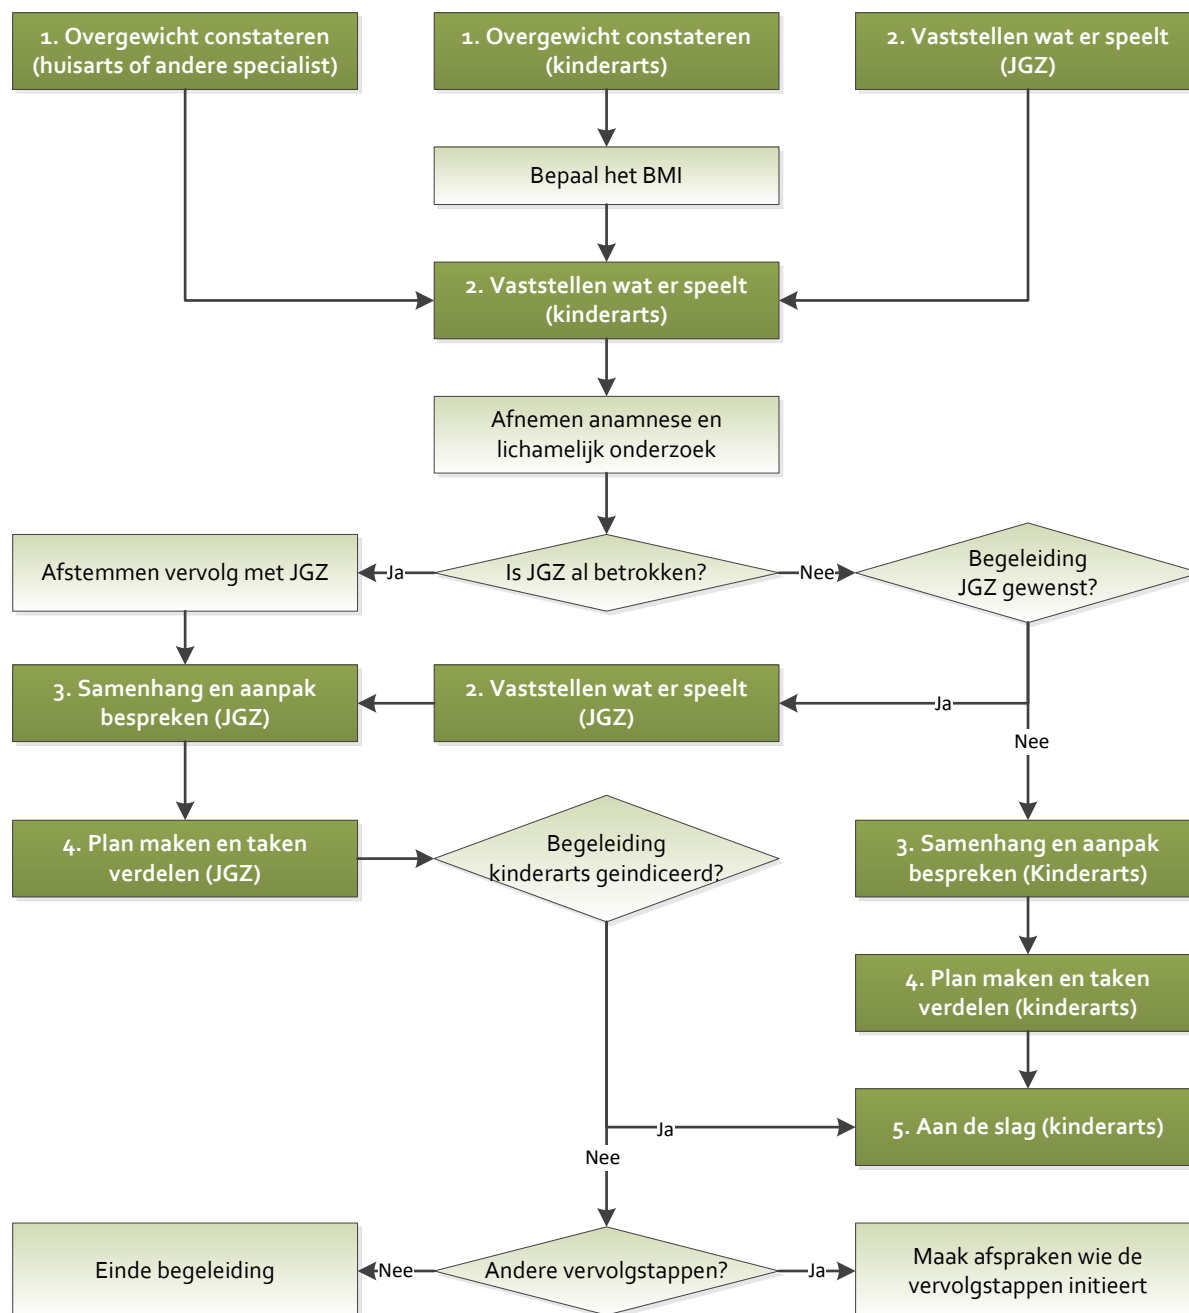 1. Overgewicht constateren
(huisarts of andere specialist)
1. Overgewicht constateren
(kinderarts)
2. Vaststellen wat er speelt
(JGZ)
Bepaal het BMI
2. Vaststellen wat er speelt
(kinderarts)
Afnemen anamnese en
lichamelijk onderzoek
Afstemmen vervolg met JGZ
Ja
Is JGZ al betrokken?
Nee
Begeleiding
JGZ gewenst?
3. Samenhang en aanpak
bespreken (JGZ)
2. Vaststellen wat er speelt
(JGZ)
Ja
Nee
4. Plan maken en taken
verdelen (JGZ)
Begeleiding
kinderarts geindiceerd?
3. Samenhang en aanpak
bespreken (Kinderarts)
4. Plan maken en taken
verdelen (kinderarts)
Ja
5. Aan de slag (kinderarts)
Nee
Einde begeleiding
Nee
Andere vervolgstappen?
Ja
Maak afspraken wie de
vervolgstappen initieert